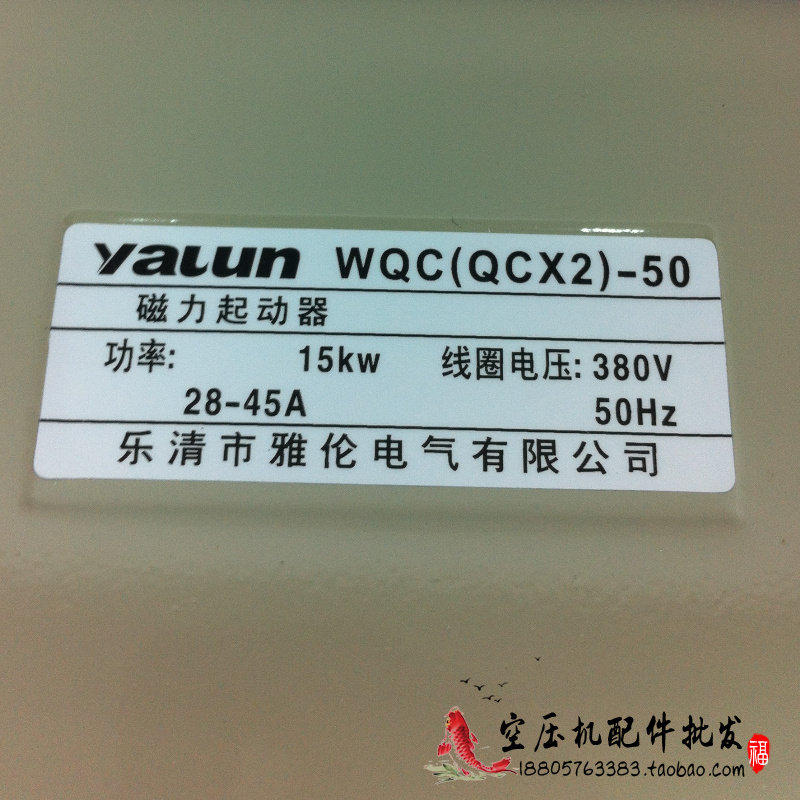 Yalun WQC(QCX2)-50
磁力起动器
功率: 15kw 线圈电压: 380V
28-45A 50Hz
乐清市雅伦电气有限公司
空压机配件批发
福
18805763383.taobao.com